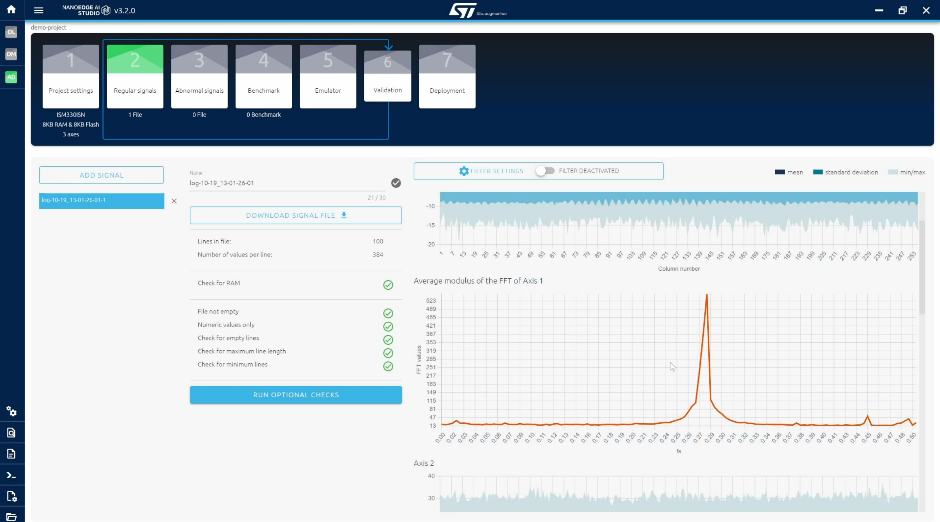 NANOEDGE AI STUDIO v3.2.0
ST life.augmented
demo-project
CL
DM
AD
1 2 3 4 5 6 7
Project settings Regular signals Abnormal signals Benchmark Emulator Validation Deployment
ISM330ISN 1 File 0 File 0 Benchmark
8KB RAM & 8KB Flash
3 axes
ADD SIGNAL
log-10-19_13-01-26-01-1
Name
log-10-19_13-01-26-01
21 / 30
DOWNLOAD SIGNAL FILE
Lines in file: 100
Number of values per line: 384
Check for RAM
File not empty
Numeric values only
Check for empty lines
Check for maximum line length
Check for minimum lines
RUN OPTIONAL CHECKS
FILTER SETTINGS FILTER DEACTIVATED
mean standard deviation min/max
-10
-15
-20
Column number
Average modulus of the FFT of Axis 1
FFT values
523
489
455
421
387
353
319
285
251
217
183
149
115
81
47
13
fs
Axis 2
40
30